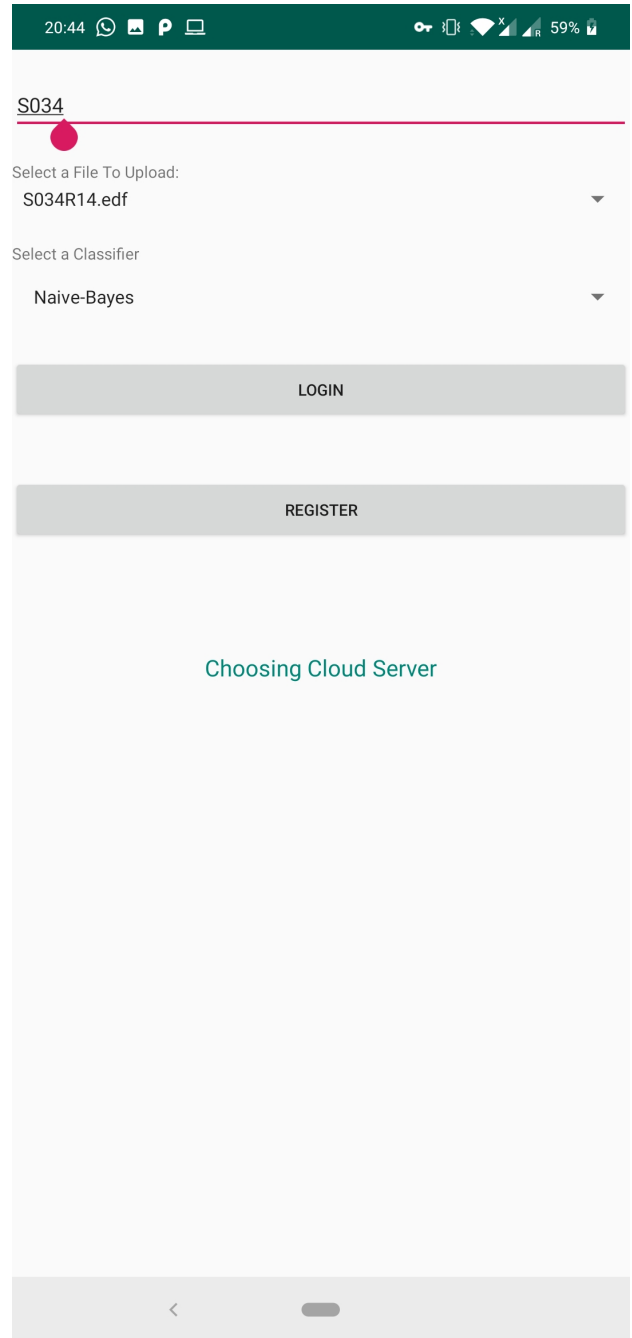 20:44 59%
S034
Select a File To Upload:
S034R14.edf
Select a Classifier
Naive-Bayes
LOGIN
REGISTER
Choosing Cloud Server